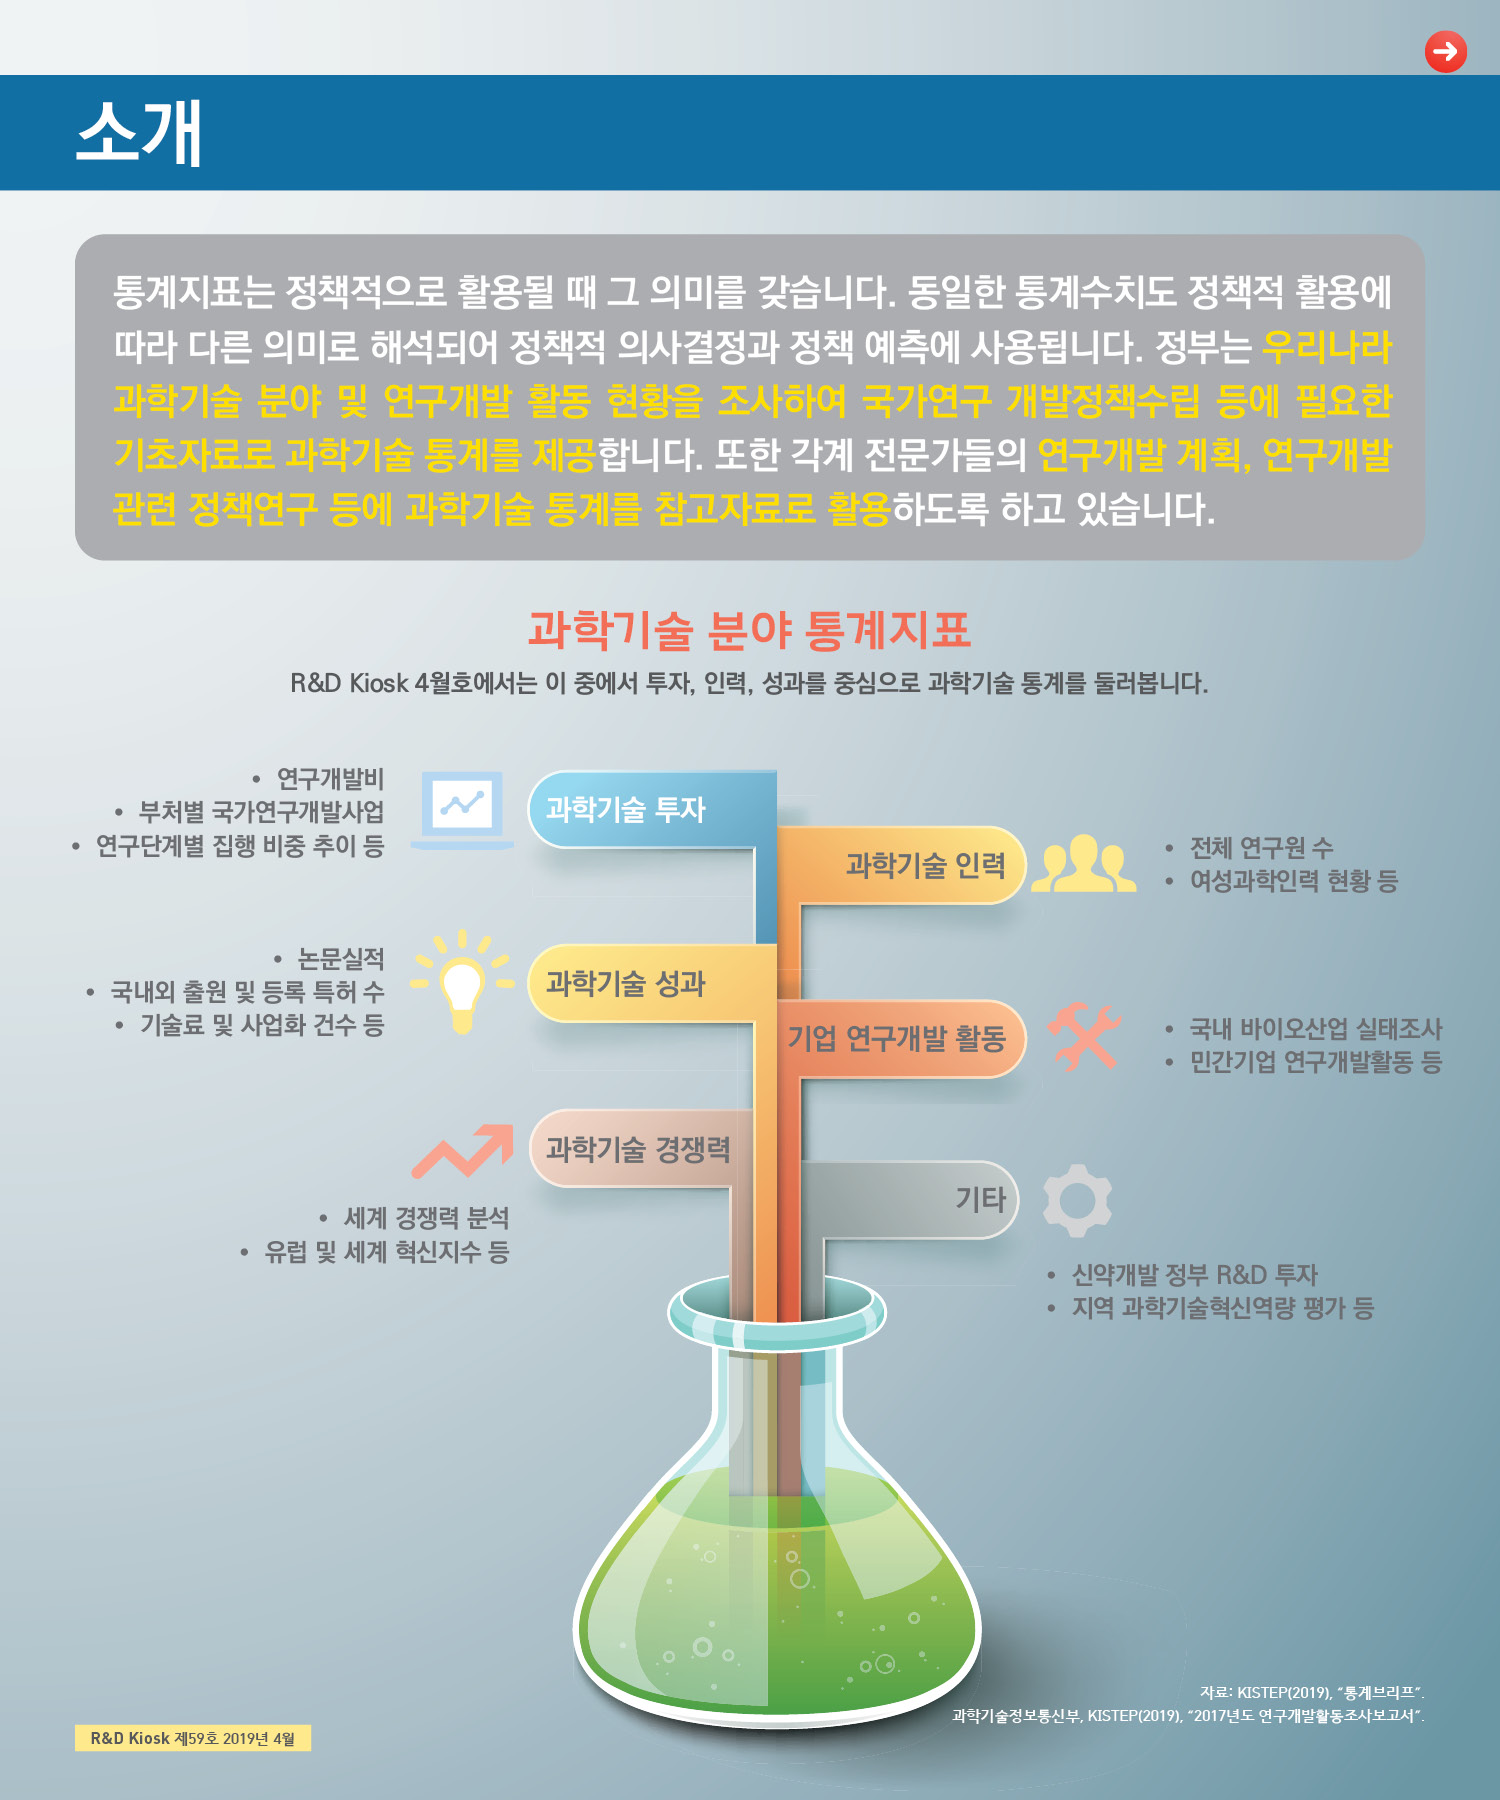 소개
통계지표는 정책적으로 활용될 때 그 의미를 갖습니다. 동일한 통계수치도 정책적 활용에
따라 다른 의미로 해석되어 정책적 의사결정과 정책 예측에 사용됩니다. 정부는 우리나라
과학기술 분야 및 연구개발 활동 현황을 조사하여 국가연구 개발정책수립 등에 필요한
기초자료로 과학기술 통계를 제공합니다. 또한 각계 전문가들의 연구개발 계획, 연구개발
관련 정책연구 등에 과학기술 통계를 참고자료로 활용하도록 하고 있습니다.
과학기술 분야 통계지표
R&D Kiosk 4월호에서는 이 중에서 투자, 인력, 성과를 중심으로 과학기술 통계를 둘러봅니다.
• 연구개발비
• 부처별 국가연구개발사업
• 연구단계별 집행 비중 추이 등
과학기술 투자
과학기술 인력
• 전체 연구원 수
• 여성과학인력 현황 등
• 논문실적
• 국내외 출원 및 등록 특허 수
• 기술료 및 사업화 건수 등
과학기술 성과
기업 연구개발 활동
• 국내 바이오산업 실태조사
• 민간기업 연구개발활동 등
과학기술 경쟁력
• 세계 경쟁력 분석
• 유럽 및 세계 혁신지수 등
기타
• 신약개발 정부 R&D 투자
• 지역 과학기술혁신역량 평가 등
자료: KISTEP(2019), “통계브리프”.
과학기술정보통신부, KISTEP(2019), “2017년도 연구개발활동조사보고서”.
R&D Kiosk 제59호 2019년 4월